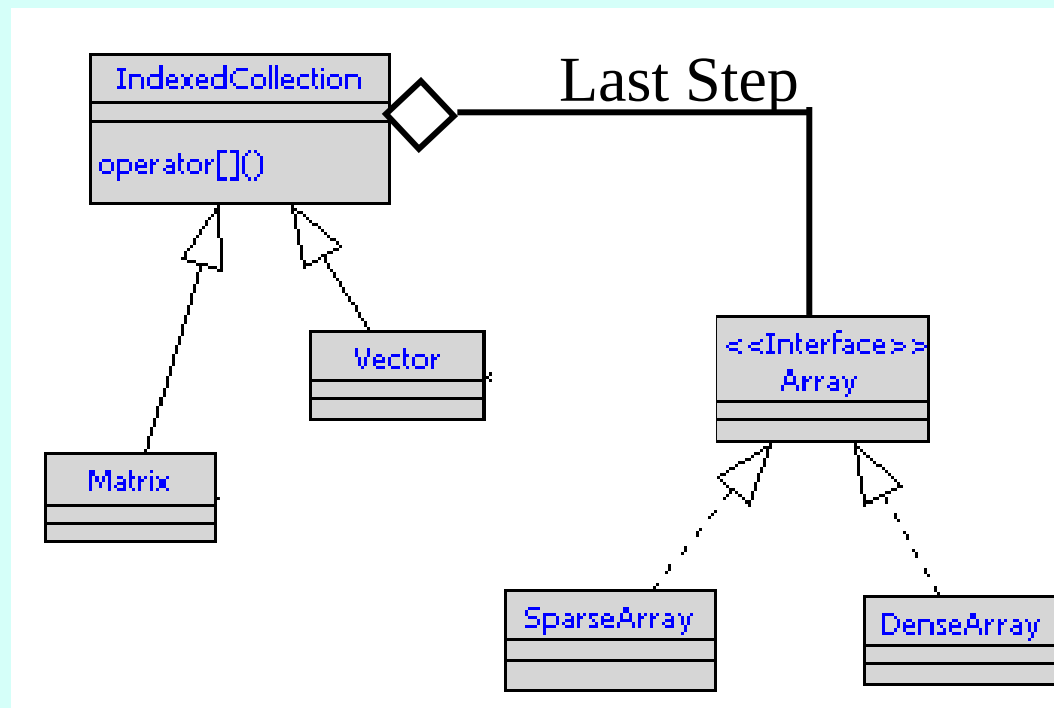 Last Step
IndexedCollection
operator[]()
Vector
<<Interface>>
Array
Matrix
SparseArray
DenseArray